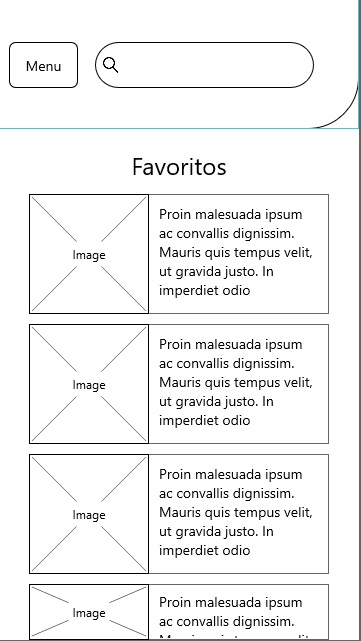 Menu
Favoritos
Image
Proin malesuada ipsum
ac convallis dignissim.
Mauris quis tempus velit,
ut gravida justo. In
imperdiet odio
Image
Proin malesuada ipsum
ac convallis dignissim.
Mauris quis tempus velit,
ut gravida justo. In
imperdiet odio
Image
Proin malesuada ipsum
ac convallis dignissim.
Mauris quis tempus velit,
ut gravida justo. In
imperdiet odio
Image
Proin malesuada ipsum
ac convallis dignissim.